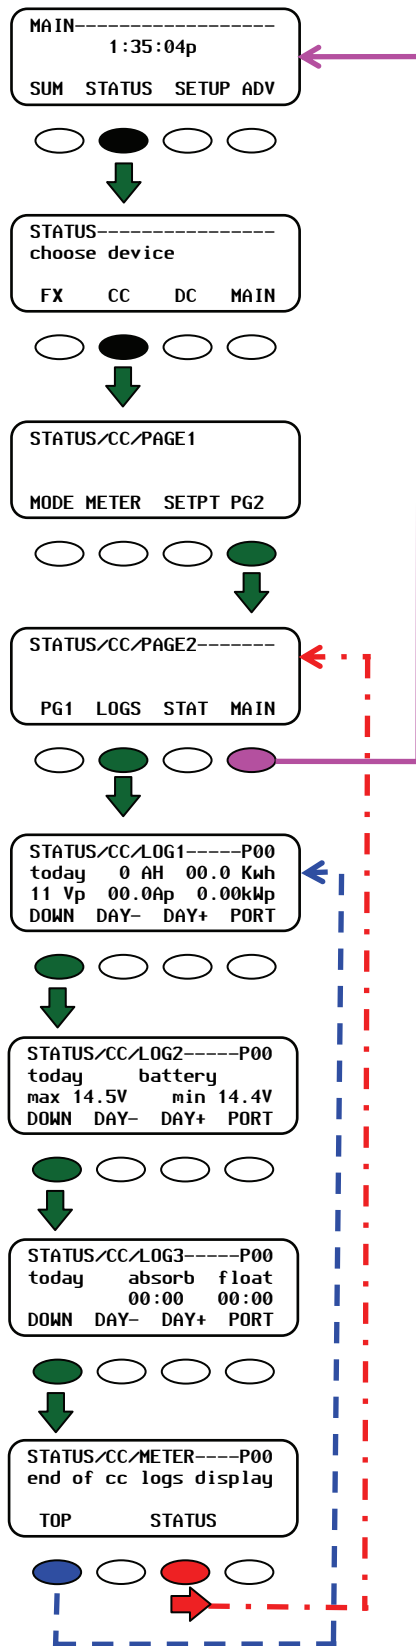 MAIN--------------------
1:35:04p
SUM STATUS SETUP ADV
STATUS------------------
choose device
FX CC DC MAIN
STATUS/CC/PAGE1
MODE METER SETPT PG2
STATUS/CC/PAGE2-------
PG1 LOGS STAT MAIN
STATUS/CC/LOG1-----P00
today 0 AH 00.0 Kwh
11 Vp 00.0Ap 0.00kWp
DOWN DAY- DAY+ PORT
STATUS/CC/LOG2-----P00
today battery
max 14.5V min 14.4V
DOWN DAY- DAY+ PORT
STATUS/CC/LOG3-----P00
today absorb float
00:00 00:00
DOWN DAY- DAY+ PORT
STATUS/CC/METER----P00
end of cc logs display
TOP STATUS